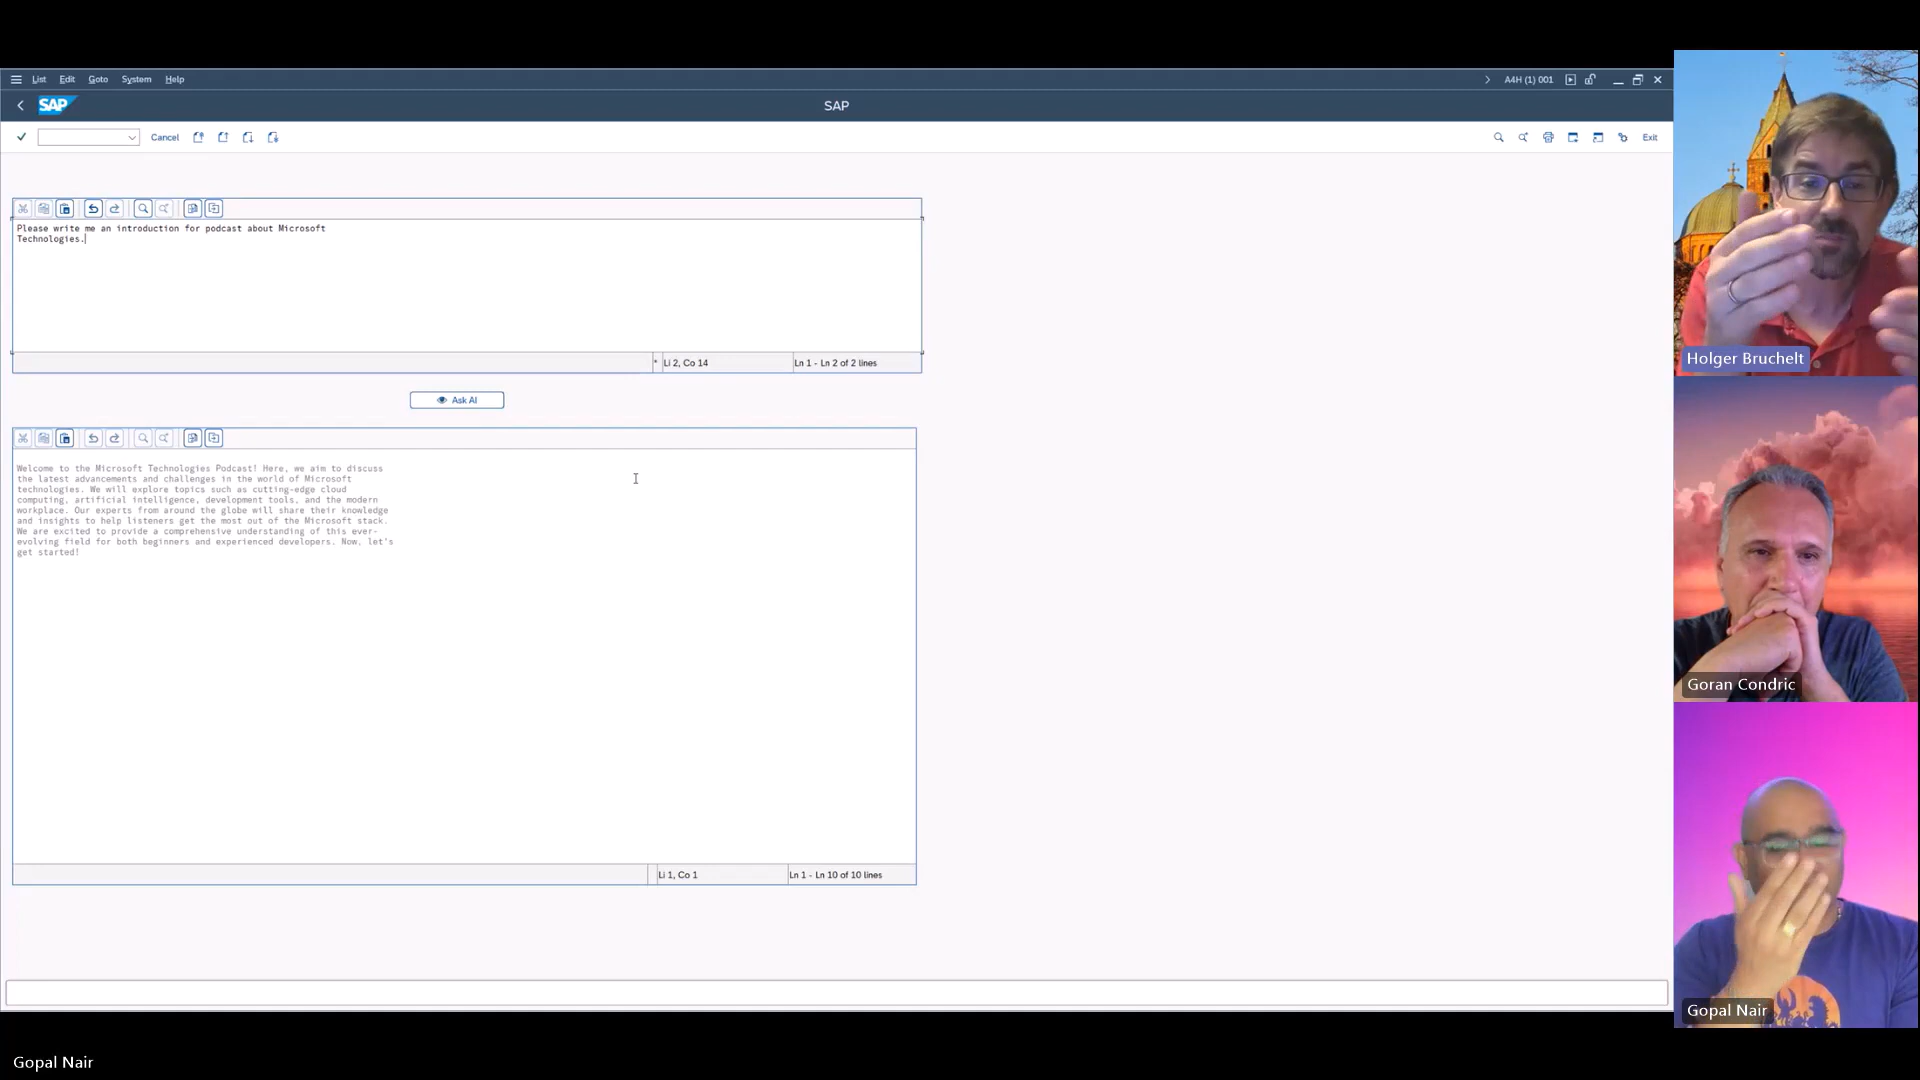 List Edit Goto System Help
A4H (1) 001
SAP
SAP
Cancel
Exit
Please write me an introduction for podcast about Microsoft
Technologies.
* Li 2, Co 14 Ln 1 - Ln 2 of 2 lines
Ask AI
Welcome to the Microsoft Technologies Podcast! Here, we aim to discuss
the latest advancements and challenges in the world of Microsoft
technologies. We will explore topics such as cutting-edge cloud
computing, artificial intelligence, development tools, and the modern
workplace. Our experts from around the globe will share their knowledge
and insights to help listeners get the most out of the Microsoft stack.
We are excited to provide a comprehensive understanding of this ever-
evolving field for both beginners and experienced developers. Now, let's
get started!
Li 1, Co 1 Ln 1 - Ln 10 of 10 lines
Holger Bruchelt
Goran Condric
Gopal Nair
Gopal Nair